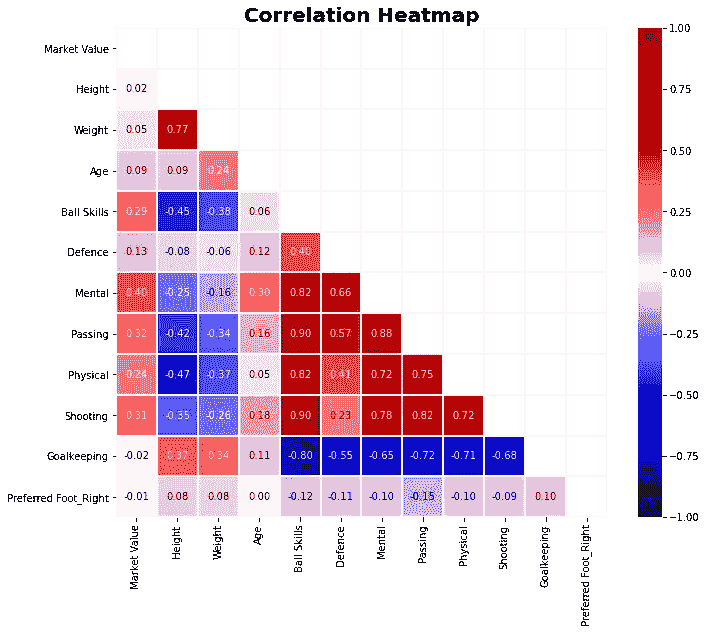 Correlation Heatmap
Market Value
Height 0.02
Weight 0.05 0.77
Age 0.09 0.09 0.24
Ball Skills 0.29 -0.45 -0.38 0.06
Defence 0.13 -0.08 -0.06 0.12 0.40
Mental 0.40 -0.25 -0.16 0.30 0.82 0.66
Passing 0.32 -0.42 -0.34 0.16 0.90 0.57 0.88
Physical 0.24 -0.47 -0.37 0.05 0.82 0.41 0.72 0.75
Shooting 0.31 -0.35 -0.26 0.18 0.90 0.23 0.78 0.82 0.72
Goalkeeping -0.02 0.37 0.34 0.11 -0.80 -0.55 -0.65 -0.72 -0.71 -0.68
Preferred Foot_Right -0.01 0.08 0.08 0.00 -0.12 -0.11 -0.10 -0.15 -0.10 -0.09 0.10
Market Value
Height
Weight
Age
Ball Skills
Defence
Mental
Passing
Physical
Shooting
Goalkeeping
Preferred Foot_Right
1.00
0.75
0.50
0.25
0.00
−0.25
−0.50
−0.75
−1.00